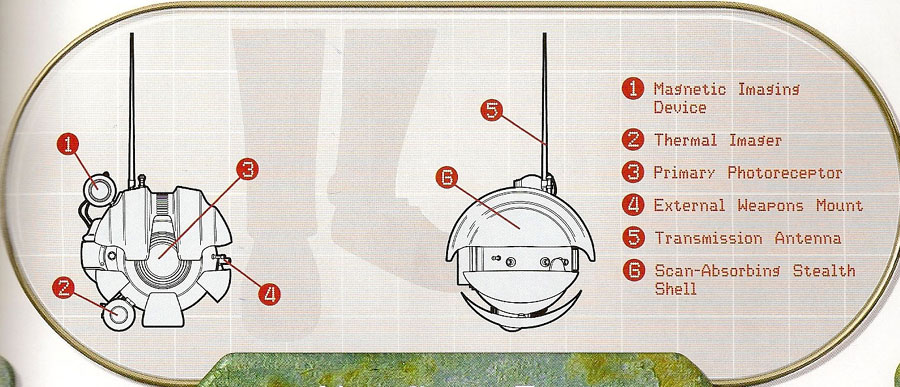 1
2
3
4
5
6
1 Magnetic Imaging
Device
2 Thermal Imager
3 Primary Photoreceptor
4 External Weapons Mount
5 Transmission Antenna
6 Scan-Absorbing Stealth
Shell